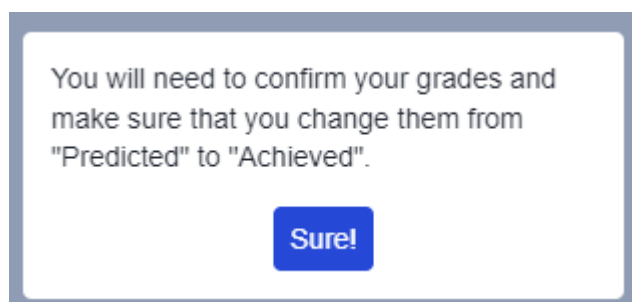 You will need to confirm your grades and
make sure that you change them from
"Predicted" to "Achieved".
Sure!